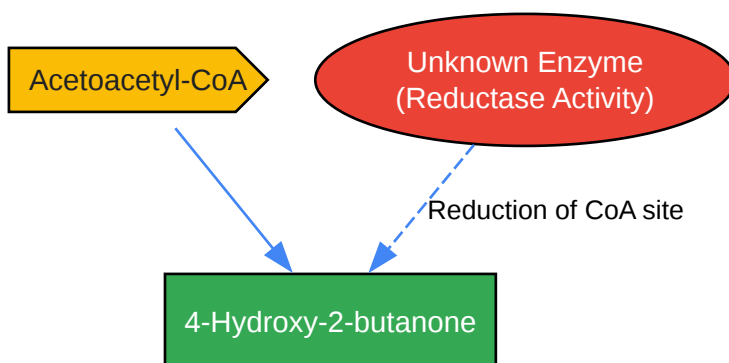 Acetoacetyl-CoA
Unknown Enzyme
(Reductase Activity)
Reduction of CoA site
4-Hydroxy-2-butanone